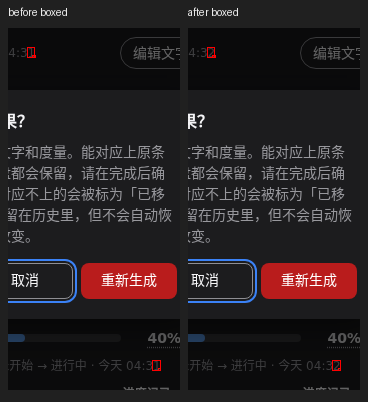 before boxed
after boxed
4:31
编辑文字
果？
文字和度量。能对应上原条
都会保留，请在完成后确
对应不上的会被标为「已移
留在历史里，但不会自动恢
改变。
取消
重新生成
40%
开始 → 进行中 · 今天 04:31
4:32
编辑文字
果？
文字和度量。能对应上原条
都会保留，请在完成后确
对应不上的会被标为「已移
留在历史里，但不会自动恢
改变。
取消
重新生成
40%
开始 → 进行中 · 今天 04:32